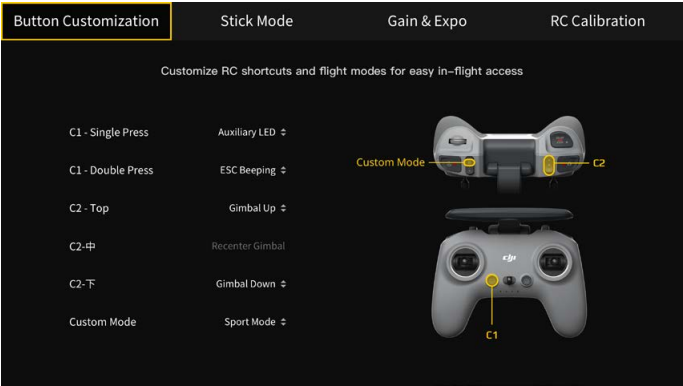 Button Customization Stick Mode Gain & Expo RC Calibration
Customize RC shortcuts and flight modes for easy in-flight access
C1 - Single Press Auxiliary LED
C1 - Double Press ESC Beeping
Custom Mode C2
C2 - Top Gimbal Up
C2-中 Recenter Gimbal
dji
C2-下 Gimbal Down
Custom Mode Sport Mode
C1